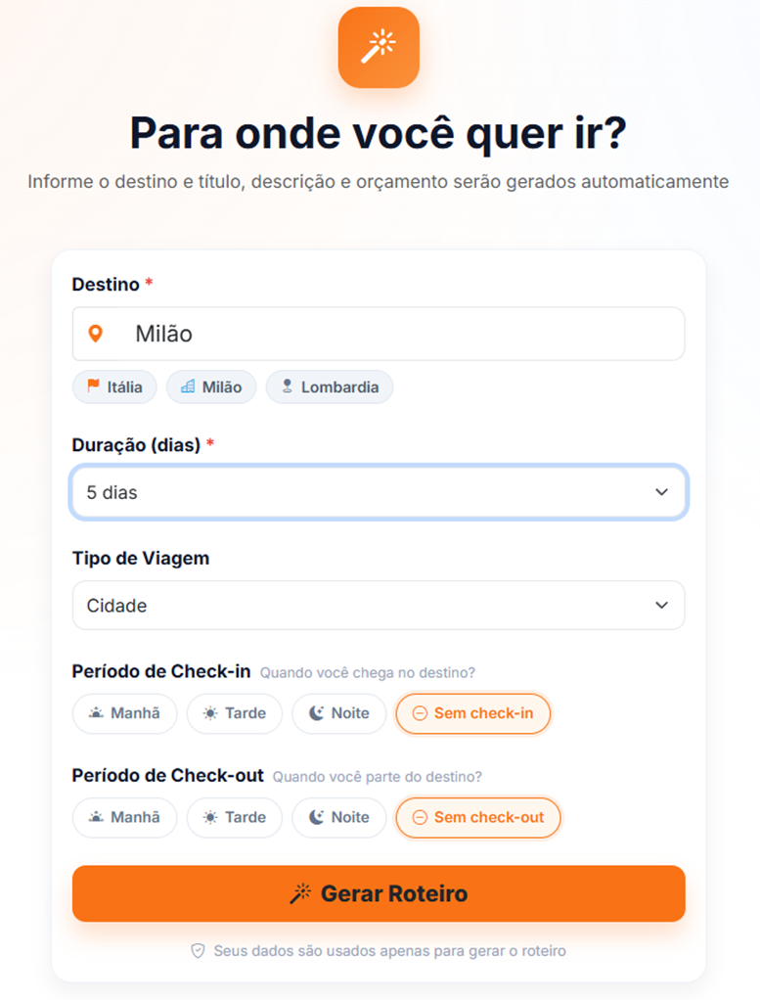 Para onde você quer ir?
Informe o destino e título, descrição e orçamento serão gerados automaticamente
Destino *
Milão
Itália Milão Lombardia
Duração (dias) *
5 dias
Tipo de Viagem
Cidade
Período de Check-in Quando você chega no destino?
Manhã Tarde Noite Sem check-in
Período de Check-out Quando você parte do destino?
Manhã Tarde Noite Sem check-out
Gerar Roteiro
Seus dados são usados apenas para gerar o roteiro